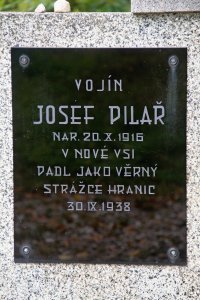 VOJÍN
JOSEF PILAŘ
NAR. 20.X.1916
V NOVÉ VSI
PADL JAKO VĚRNÝ
STRÁŽCE HRANIC
30.IX.1938